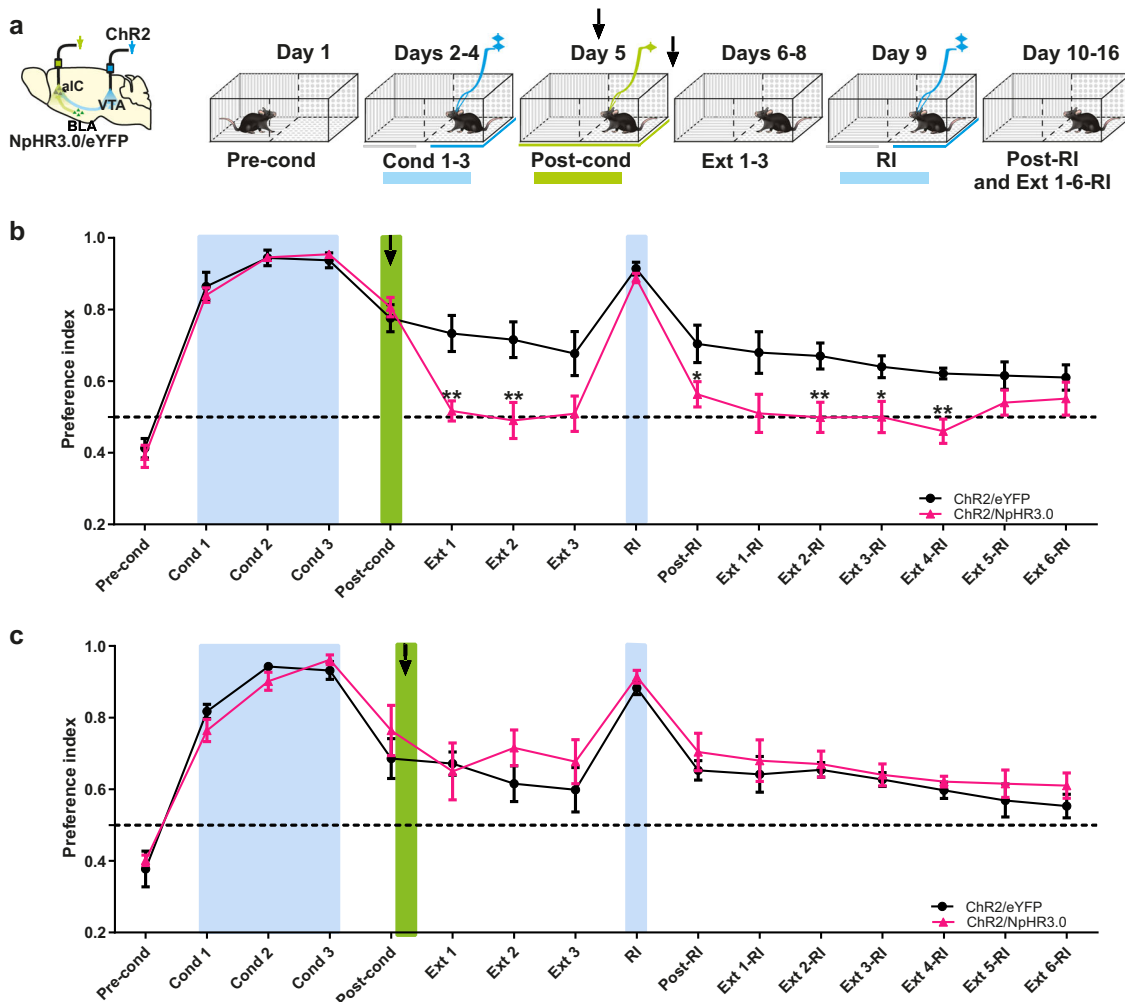 a
ChR2
aIC
VTA
BLA
NpHR3.0/eYFP
Day 1
Days 2-4
Day 5
Days 6-8
Day 9
Day 10-16
Pre-cond
Cond 1-3
Post-cond
Ext 1-3
RI
Post-RI
and Ext 1-6-RI
b
Preference index
1.0
0.8
0.6
0.4
0.2
** ** * ** * **
ChR2/eYFP
ChR2/NpHR3.0
Pre-cond
Cond 1
Cond 2
Cond 3
Post-cond
Ext 1
Ext 2
Ext 3
RI
Post-RI
Ext 1-RI
Ext 2-RI
Ext 3-RI
Ext 4-RI
Ext 5-RI
Ext 6-RI
c
Preference index
1.0
0.8
0.6
0.4
0.2
ChR2/eYFP
ChR2/NpHR3.0
Pre-cond
Cond 1
Cond 2
Cond 3
Post-cond
Ext 1
Ext 2
Ext 3
RI
Post-RI
Ext 1-RI
Ext 2-RI
Ext 3-RI
Ext 4-RI
Ext 5-RI
Ext 6-RI